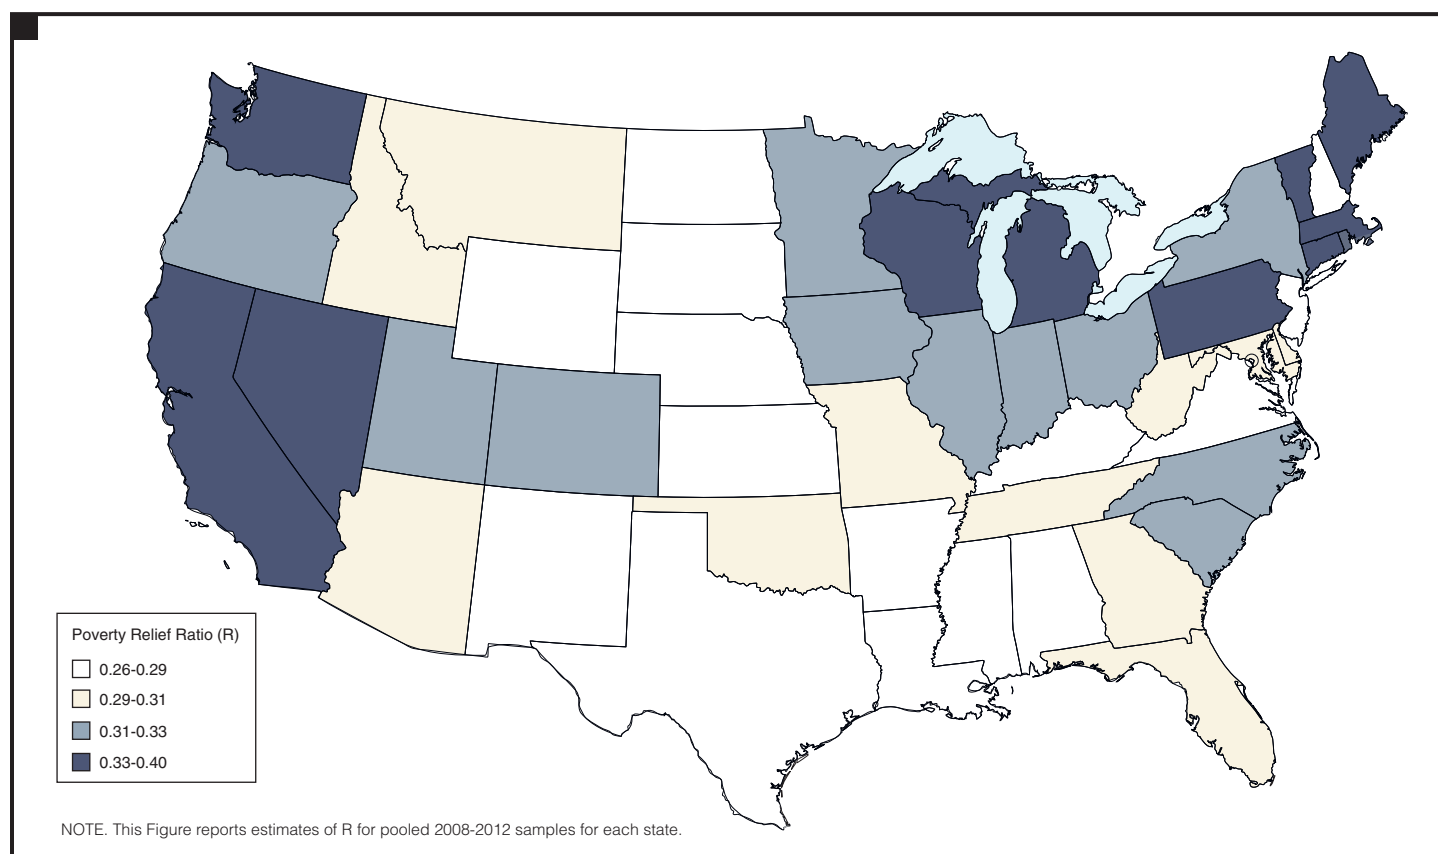 Poverty Relief Ratio (R)
0.26-0.29
0.29-0.31
0.31-0.33
0.33-0.40
NOTE. This Figure reports estimates of R for pooled 2008-2012 samples for each state.